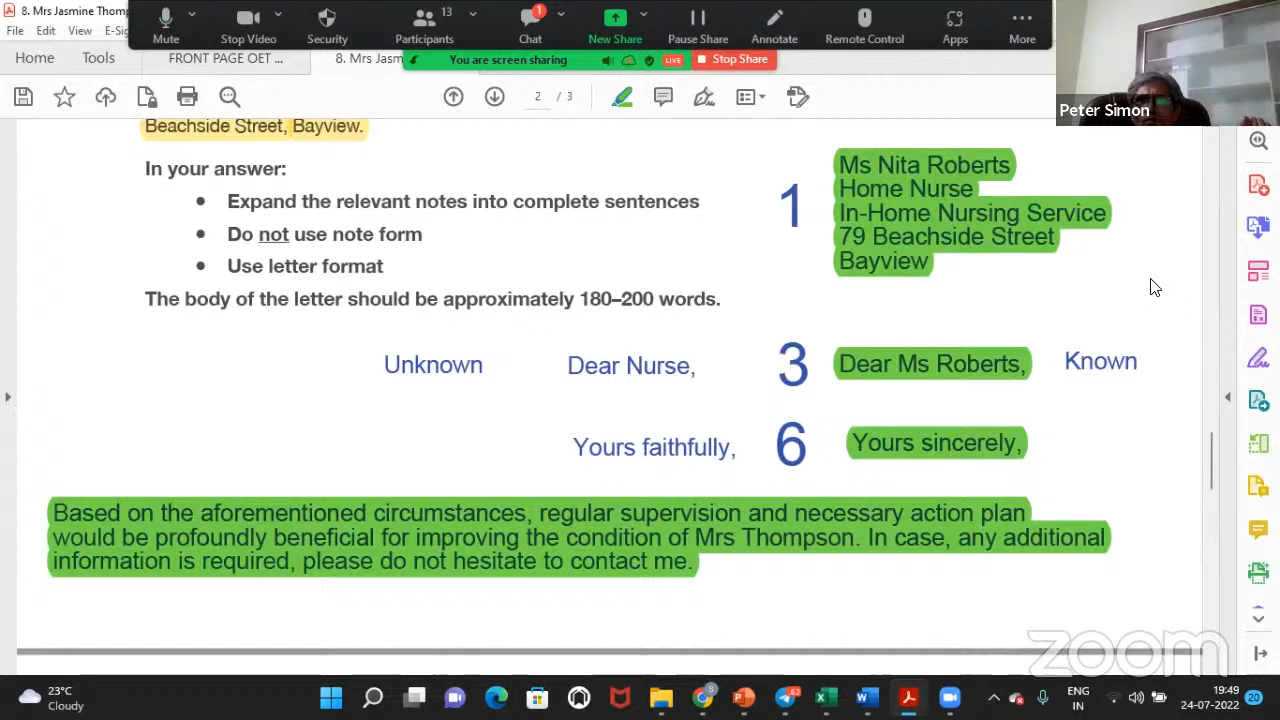 8. Mrs Jasmine Thomp
File Edit View E-Sig
Mute
Stop Video
Security
13
Participants
1
Chat
New Share
Pause Share
Annotate
Remote Control
Apps
More
You are screen sharing
LIVE
Stop Share
Home
Tools
FRONT PAGE OET ...
8. Mrs Jasm
2 / 3
Peter Simon
Beachside Street, Bayview.
In your answer:
Expand the relevant notes into complete sentences
Do not use note form
Use letter format
The body of the letter should be approximately 180–200 words.
1
Ms Nita Roberts
Home Nurse
In-Home Nursing Service
79 Beachside Street
Bayview
Unknown Dear Nurse, 3 Dear Ms Roberts, Known
Yours faithfully, 6 Yours sincerely,
Based on the aforementioned circumstances, regular supervision and necessary action plan
would be profoundly beneficial for improving the condition of Mrs Thompson. In case, any additional
information is required, please do not hesitate to contact me.
zoom
23°C
Cloudy
62
ENG
IN
19:49
24-07-2022
20